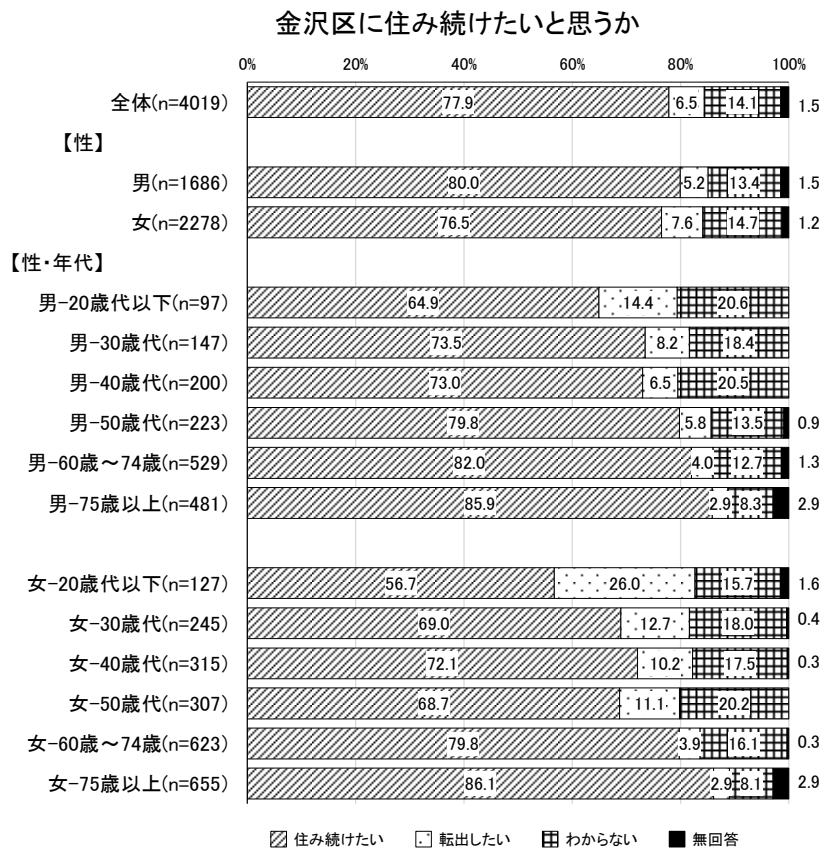 金沢区に住み続けたいと思うか
0% 20% 40% 60% 80% 100%
全体(n=4019) 77.9 6.5 14.1 1.5
【性】
男(n=1686) 80.0 5.2 13.4 1.5
女(n=2278) 76.5 7.6 14.7 1.2
【性・年代】
男-20歳代以下(n=97) 64.9 14.4 20.6
男-30歳代(n=147) 73.5 8.2 18.4
男-40歳代(n=200) 73.0 6.5 20.5
男-50歳代(n=223) 79.8 5.8 13.5 0.9
男-60歳～74歳(n=529) 82.0 4.0 12.7 1.3
男-75歳以上(n=481) 85.9 2.9 8.3 2.9
女-20歳代以下(n=127) 56.7 26.0 15.7 1.6
女-30歳代(n=245) 69.0 12.7 18.0 0.4
女-40歳代(n=315) 72.1 10.2 17.5 0.3
女-50歳代(n=307) 68.7 11.1 20.2
女-60歳～74歳(n=623) 79.8 3.9 16.1 0.3
女-75歳以上(n=655) 86.1 2.9 8.1 2.9
住み続けたい 転出したい わからない 無回答